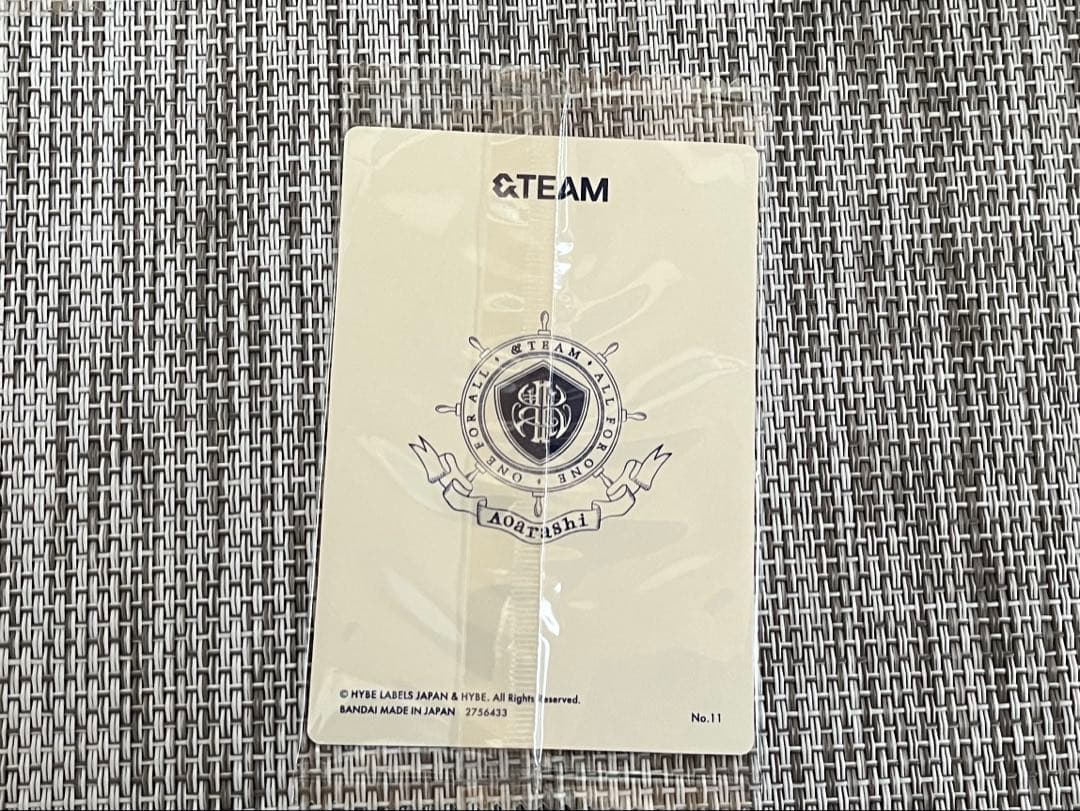 &TEAM
ONE FOR ALL • &TEAM • ALL FOR ONE •
Aoarashi
© HYBE LABELS JAPAN & HYBE. All Rights Reserved.
BANDAI MADE IN JAPAN 2756433
No.11